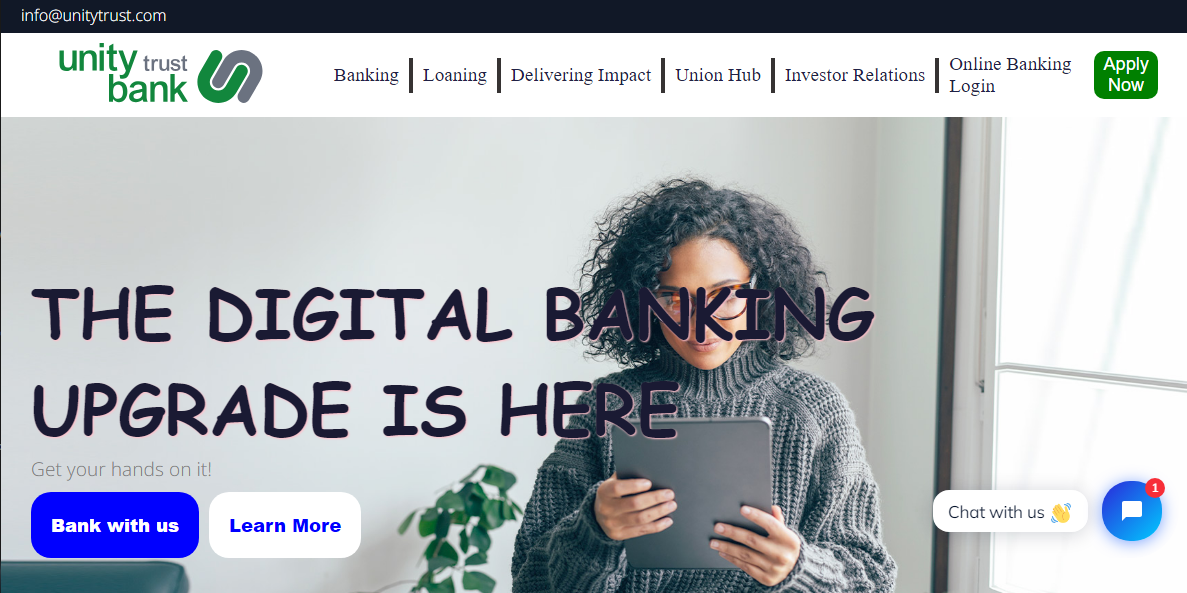 info@unitytrust.com
unity trust
bank
Banking
Loaning
Delivering Impact
Union Hub
Investor Relations
Online Banking
Login
Apply
Now
THE DIGITAL BANKING
UPGRADE IS HERE
Get your hands on it!
Bank with us
Learn More
Chat with us 👋
1